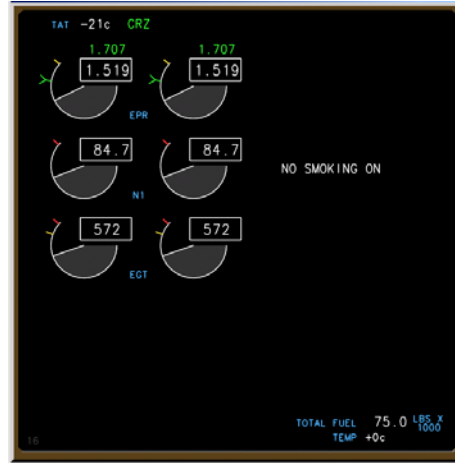 TAT -21c CRZ
1.707 1.707
1.519 1.519
EPR
84.7 84.7
NO SMOKING ON
N1
572 572
EGT
TOTAL FUEL 75.0 LBS X 1000
TEMP +0c
16